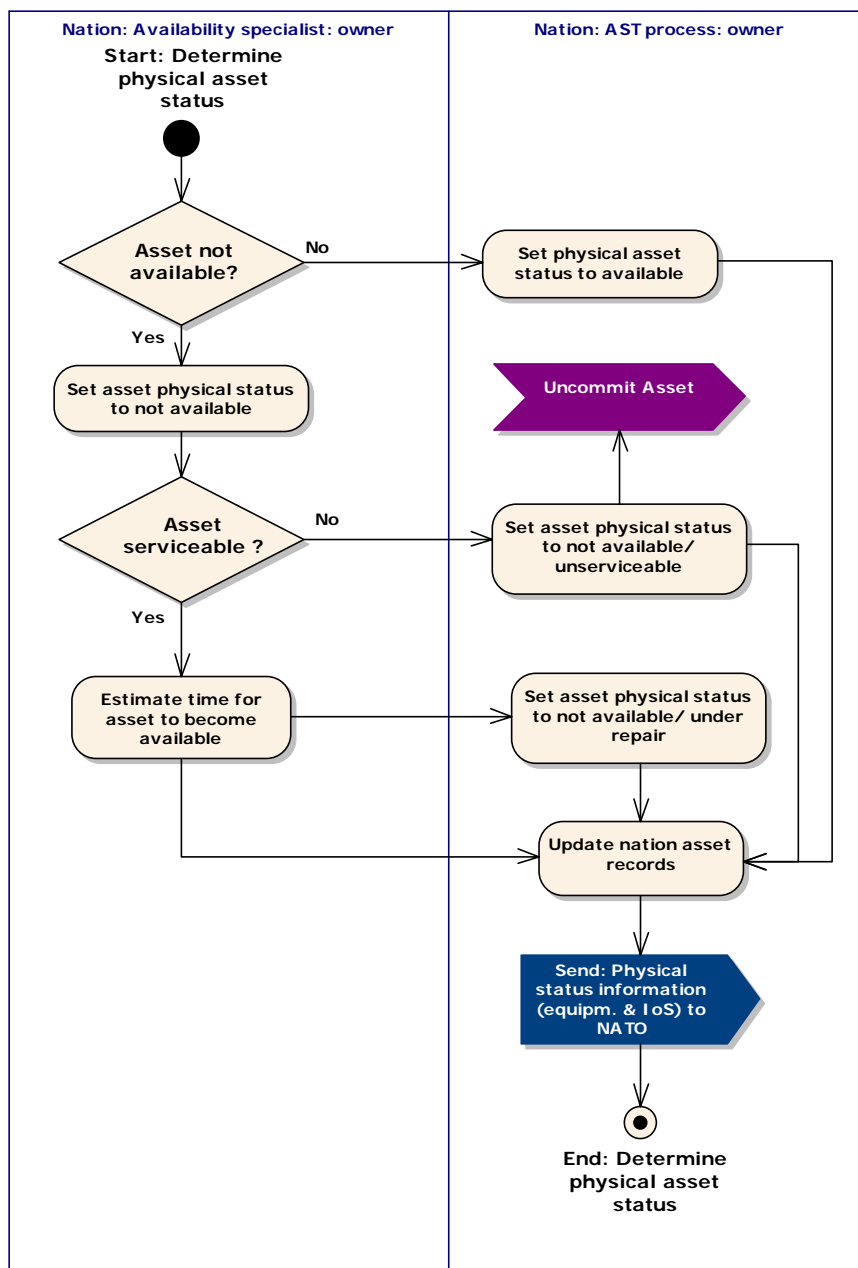 Nation: Availability specialist: owner
Nation: AST process: owner
Start: Determine
physical asset
status
Asset not
available?
No
Set physical asset
status to available
Yes
Set asset physical status
to not available
Uncommit Asset
Asset
serviceable ?
No
Set asset physical status
to not available/
unserviceable
Yes
Estimate time for
asset to become
available
Set asset physical status
to not available/ under
repair
Update nation asset
records
Send: Physical
status information
(equipm. & IoS) to
NATO
End: Determine
physical asset
status